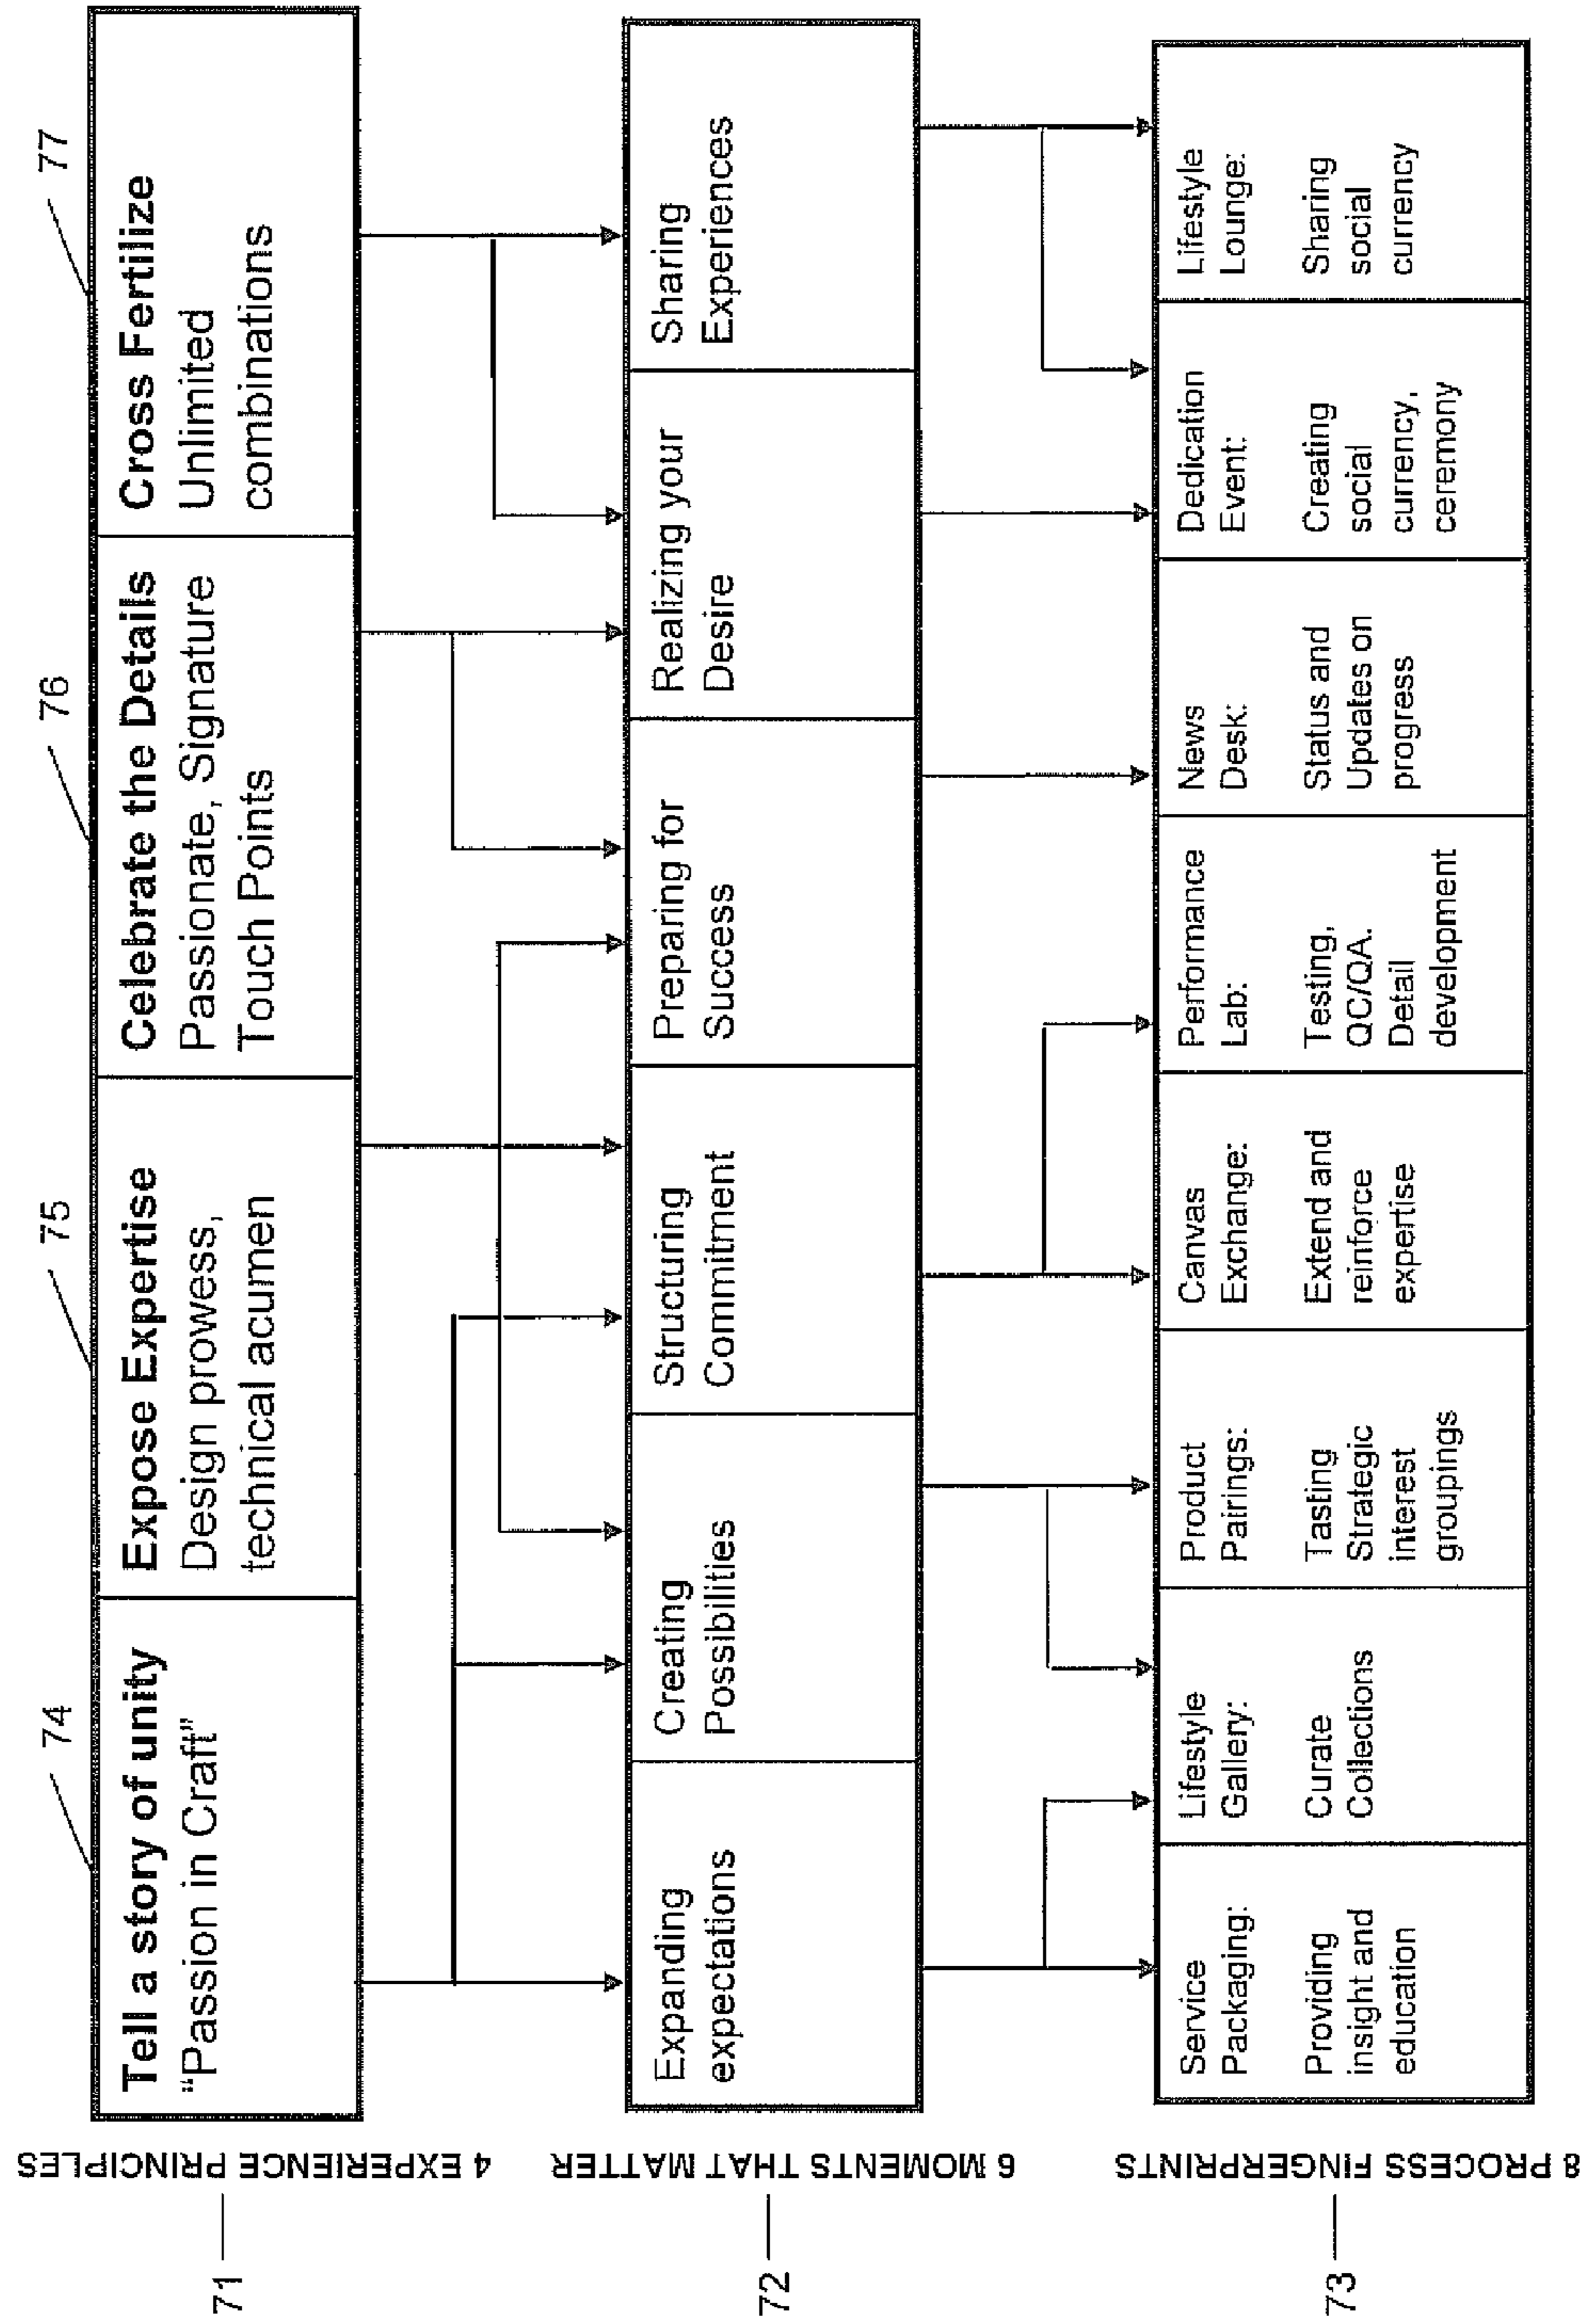 74
75
76
77
71
4 EXPERIENCE PRINCIPLES
Tell a story of unity
"Passion in Craft"
Expose Expertise
Design prowess,
technical acumen
Celebrate the Details
Passionate, Signature
Touch Points
Cross Fertilize
Unlimited
combinations
72
6 MOMENTS THAT MATTER
Expanding
expectations
Creating
Possibilities
Structuring
Commitment
Preparing for
Success
Realizing your
Desire
Sharing
Experiences
73
8 PROCESS FINGERPRINTS
Service
Packaging:
Providing
insight and
education
Lifestyle
Gallery:
Curate
Collections
Product
Pairings:
Tasting
Strategic
interest
groupings
Canvas
Exchange:
Extend and
reinforce
expertise
Performance
Lab:
Testing,
QC/QA.
Detail
development
News
Desk:
Status and
Updates on
progress
Dedication
Event:
Creating
social
currency,
ceremony
Lifestyle
Lounge:
Sharing
social
currency